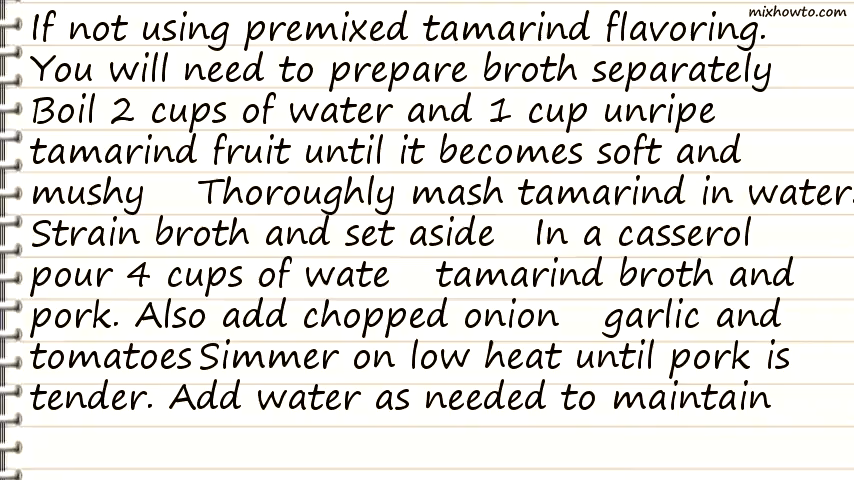 mixhowto.com
If not using premixed tamarind flavoring.
You will need to prepare broth separately
Boil 2 cups of water and 1 cup unripe
tamarind fruit until it becomes soft and
mushy Thoroughly mash tamarind in water.
Strain broth and set aside In a casserol
pour 4 cups of wate tamarind broth and
pork. Also add chopped onion garlic and
tomatoes Simmer on low heat until pork is
tender. Add water as needed to maintain